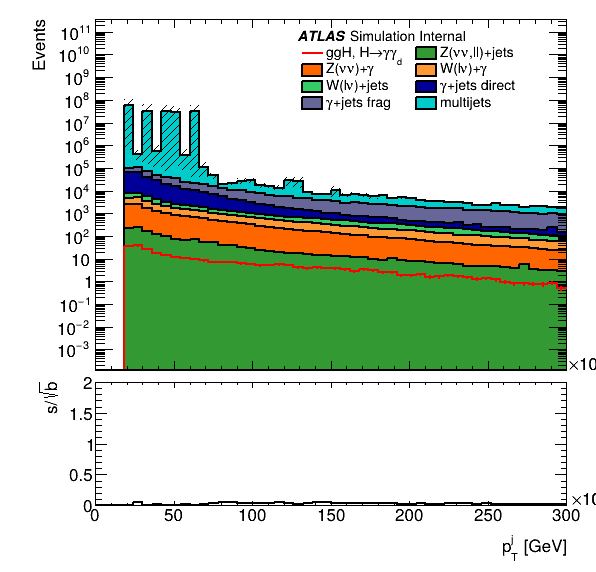 ATLAS Simulation Internal
ggH, H→γγ_d
Z(νν,ll)+jets
Z(νν)+γ
W(lν)+γ
W(lν)+jets
γ+jets direct
γ+jets frag
multijets
Events
10¹¹
10¹⁰
10⁹
10⁸
10⁷
10⁶
10⁵
10⁴
10³
10²
10
1
10⁻¹
10⁻²
10⁻³
×10
s/√b
2
1.5
1
0.5
0
×10
0 50 100 150 200 250 300
p_T^j [GeV]